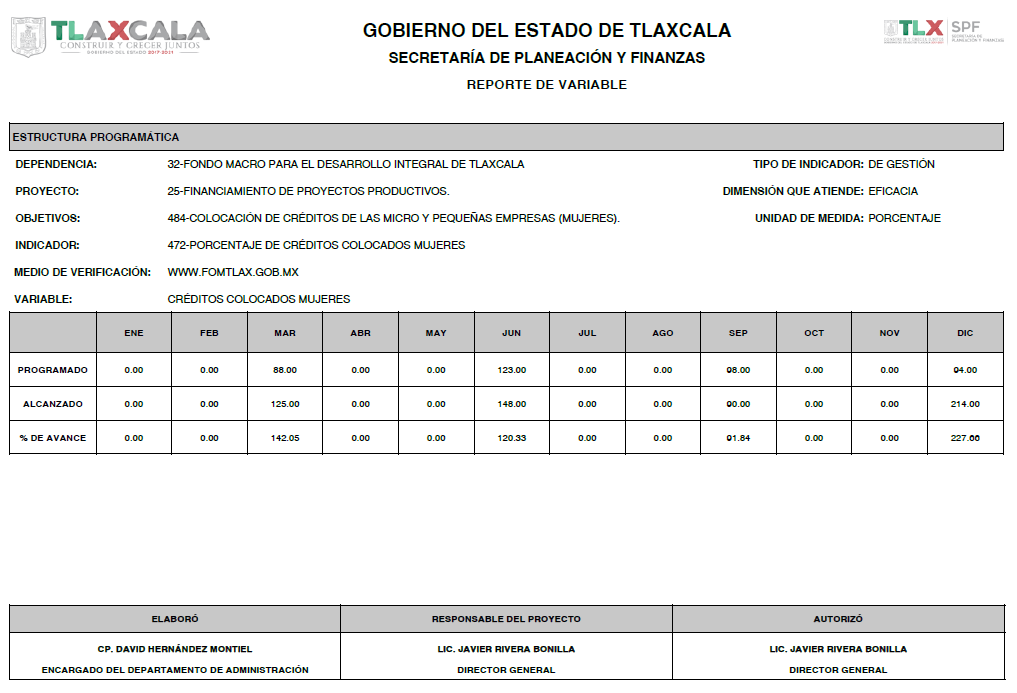 TLAXCALA
CONSTRUIR Y CRECER JUNTOS
GOBIERNO DEL ESTADO 2017-2021
GOBIERNO DEL ESTADO DE TLAXCALA
SECRETARÍA DE PLANEACIÓN Y FINANZAS
REPORTE DE VARIABLE
TLX
SPF
SECRETARÍA DE
PLANEACIÓN Y FINANZAS
ESTRUCTURA PROGRAMÁTICA
DEPENDENCIA: 32-FONDO MACRO PARA EL DESARROLLO INTEGRAL DE TLAXCALA TIPO DE INDICADOR: DE GESTIÓN
PROYECTO: 25-FINANCIAMIENTO DE PROYECTOS PRODUCTIVOS. DIMENSIÓN QUE ATIENDE: EFICACIA
OBJETIVOS: 484-COLOCACIÓN DE CRÉDITOS DE LAS MICRO Y PEQUEÑAS EMPRESAS (MUJERES). UNIDAD DE MEDIDA: PORCENTAJE
INDICADOR: 472-PORCENTAJE DE CRÉDITOS COLOCADOS MUJERES
MEDIO DE VERIFICACIÓN: WWW.FOMTLAX.GOB.MX
VARIABLE: CRÉDITOS COLOCADOS MUJERES
ENE FEB MAR ABR MAY JUN JUL AGO SEP OCT NOV DIC
PROGRAMADO 0.00 0.00 88.00 0.00 0.00 123.00 0.00 0.00 98.00 0.00 0.00 94.00
ALCANZADO 0.00 0.00 125.00 0.00 0.00 148.00 0.00 0.00 90.00 0.00 0.00 214.00
% DE AVANCE 0.00 0.00 142.05 0.00 0.00 120.33 0.00 0.00 91.84 0.00 0.00 227.66
ELABORÓ RESPONSABLE DEL PROYECTO AUTORIZÓ
CP. DAVID HERNÁNDEZ MONTIEL LIC. JAVIER RIVERA BONILLA LIC. JAVIER RIVERA BONILLA
ENCARGADO DEL DEPARTAMENTO DE ADMINISTRACIÓN DIRECTOR GENERAL DIRECTOR GENERAL